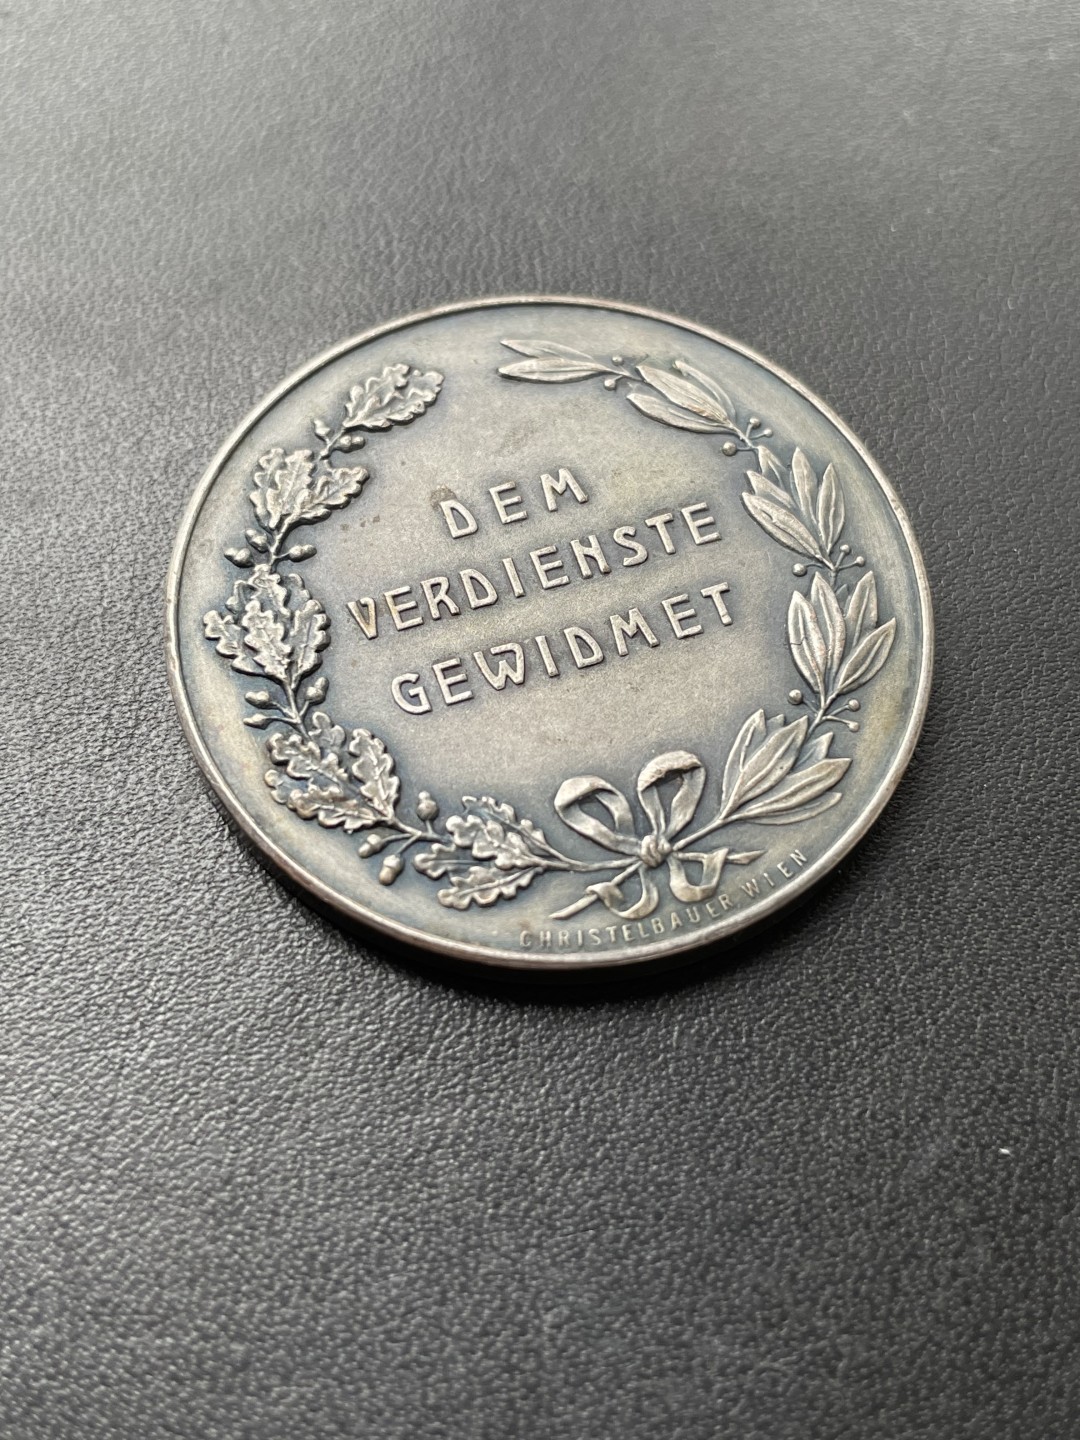 DEM
VERDIENSTE
GEWIDMET
CHRISTELBAUER WIEN